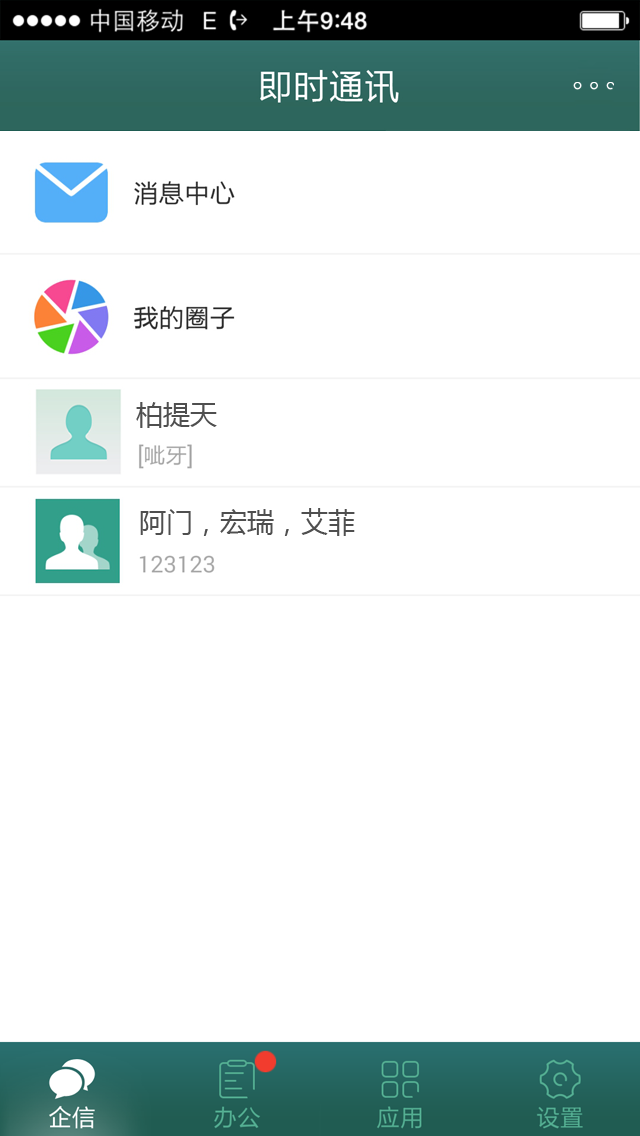 中国移动 E 上午9:48
即时通讯
消息中心
我的圈子
柏提天
[呲牙]
阿门，宏瑞，艾菲
123123
企信 办公 应用 设置